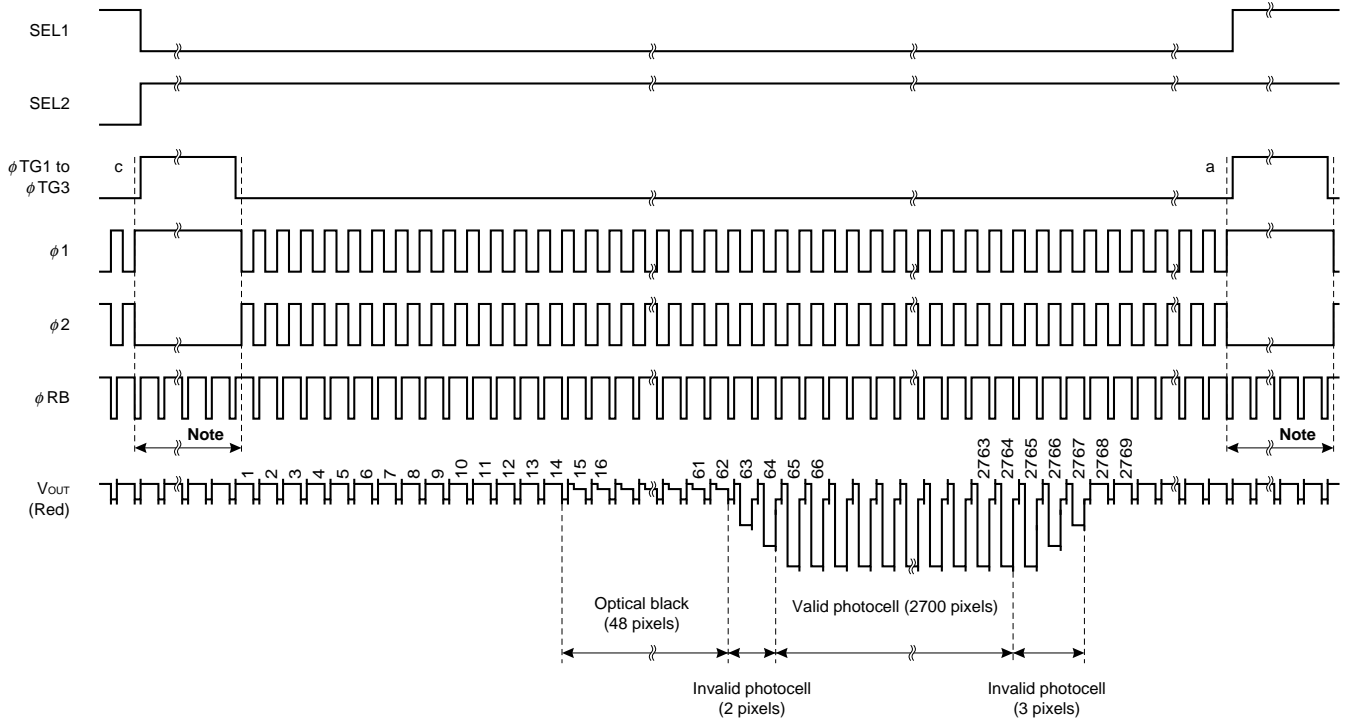 SEL1
SEL2
φTG1 to
φTG3
c
a
φ1
φ2
φRB
Note
Note
VOUT
(Red)
1 2 3 4 5 6 7 8 9 10 11 12 13 14 15 16 61 62 63 64 65 66 2763 2764 2765 2766 2767 2768 2769
Optical black
(48 pixels)
Valid photocell (2700 pixels)
Invalid photocell
(2 pixels)
Invalid photocell
(3 pixels)